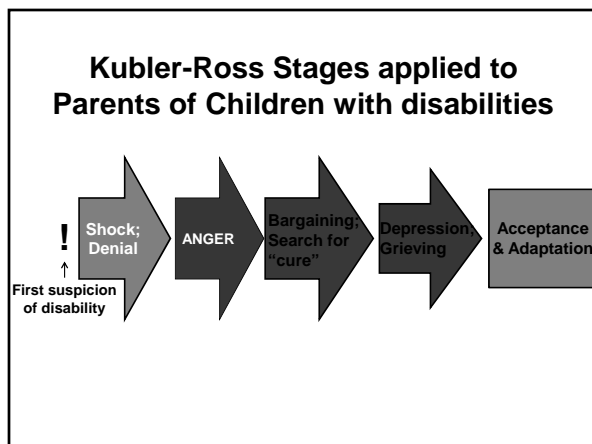 Kubler-Ross Stages applied to
Parents of Children with disabilities
!
First suspicion
of disability
Shock;
Denial
ANGER
Bargaining;
Search for
“cure”
Depression;
Grieving
Acceptance
& Adaptation